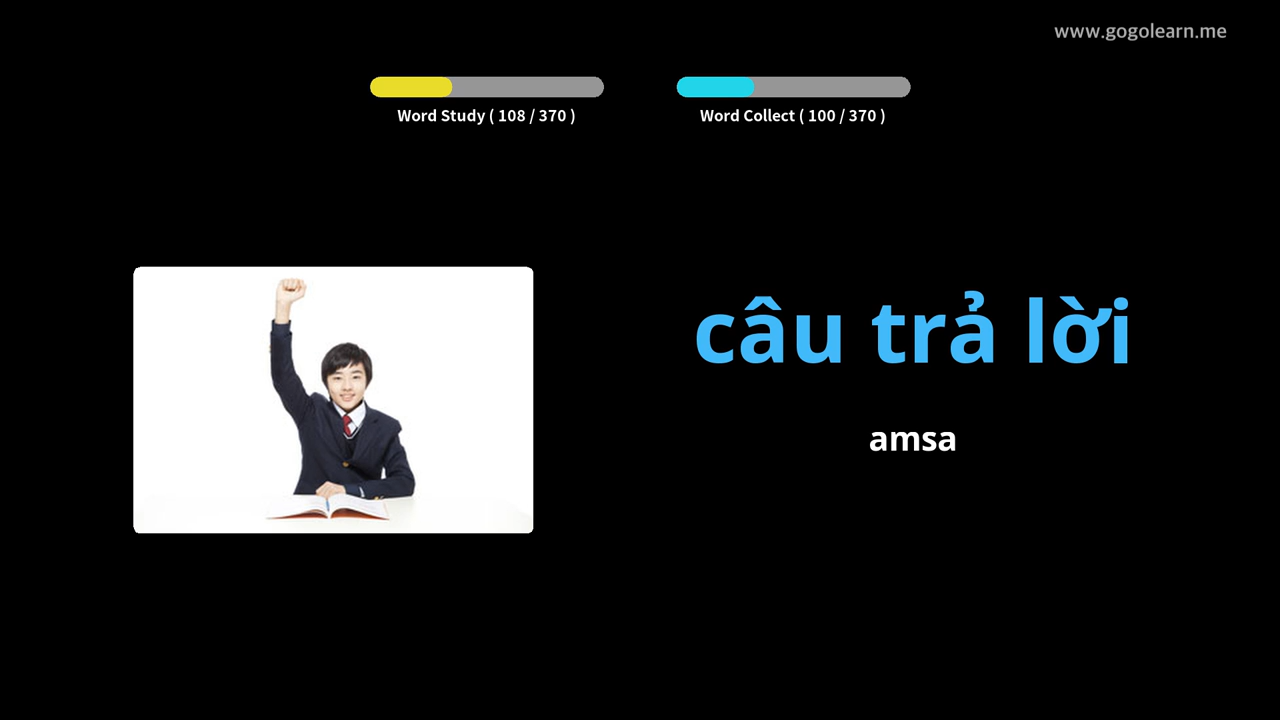 www.gogolearn.me
Word Study ( 108 / 370 )
Word Collect ( 100 / 370 )
câu trả lời
amsa